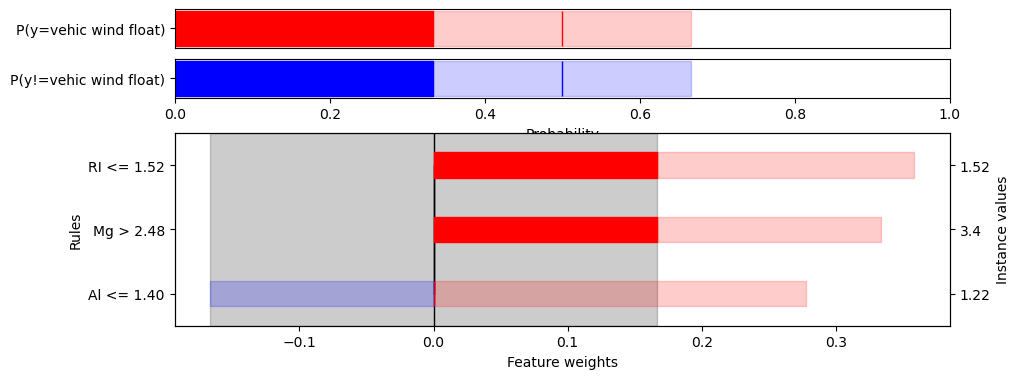 P(y=vehic wind float)
P(y!=vehic wind float)
0.0 0.2 0.4 0.6 0.8 1.0
Probability
RI <= 1.52 1.52
Mg > 2.48 3.4
Al <= 1.40 1.22
Rules
Instance values
−0.1 0.0 0.1 0.2 0.3
Feature weights